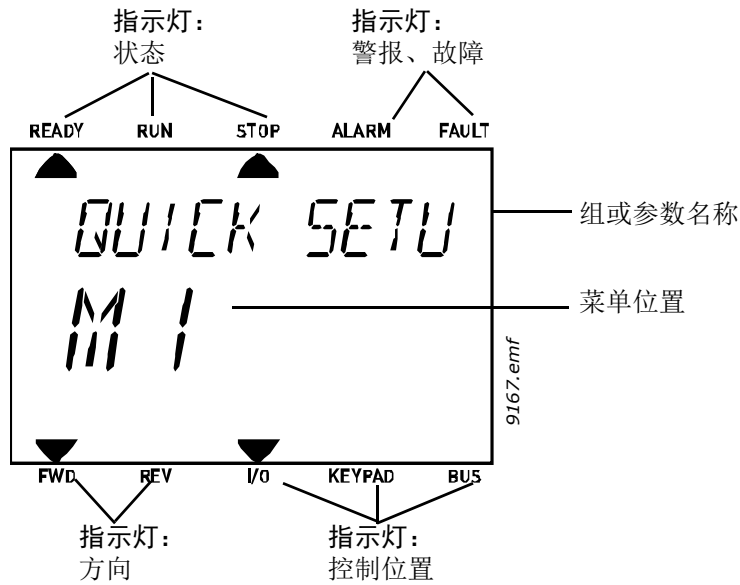 指示灯： 指示灯：
状态 警报、故障
READY RUN STOP ALARM FAULT
QUICK SETU
组或参数名称
M1
菜单位置
9167.emf
FWD REV I/O KEYPAD BUS
指示灯： 指示灯：
方向 控制位置